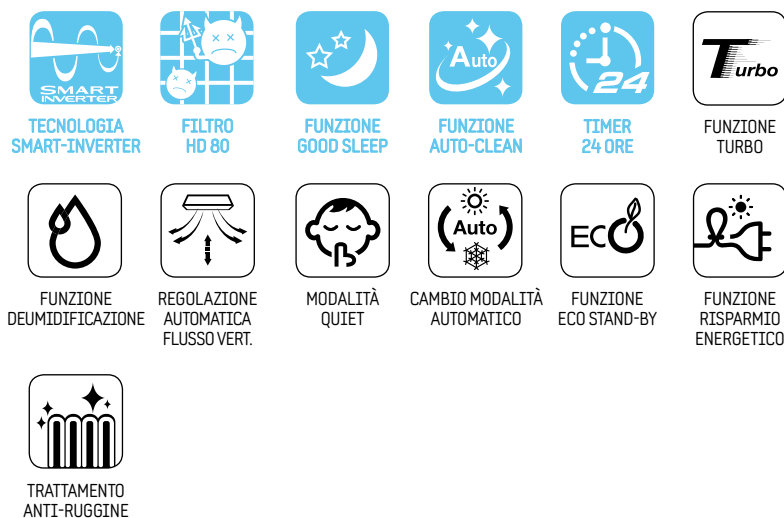 SMART
INVERTER
TECNOLOGIA
SMART-INVERTER
FILTRO
HD 80
FUNZIONE
GOOD SLEEP
Auto
FUNZIONE
AUTO-CLEAN
24
TIMER
24 ORE
Turbo
FUNZIONE
TURBO
FUNZIONE
DEUMIDIFICAZIONE
REGOLAZIONE
AUTOMATICA
FLUSSO VERT.
MODALITÀ
QUIET
Auto
CAMBIO MODALITÀ
AUTOMATICO
ECO
FUNZIONE
ECO STAND-BY
FUNZIONE
RISPARMIO
ENERGETICO
TRATTAMENTO
ANTI-RUGGINE